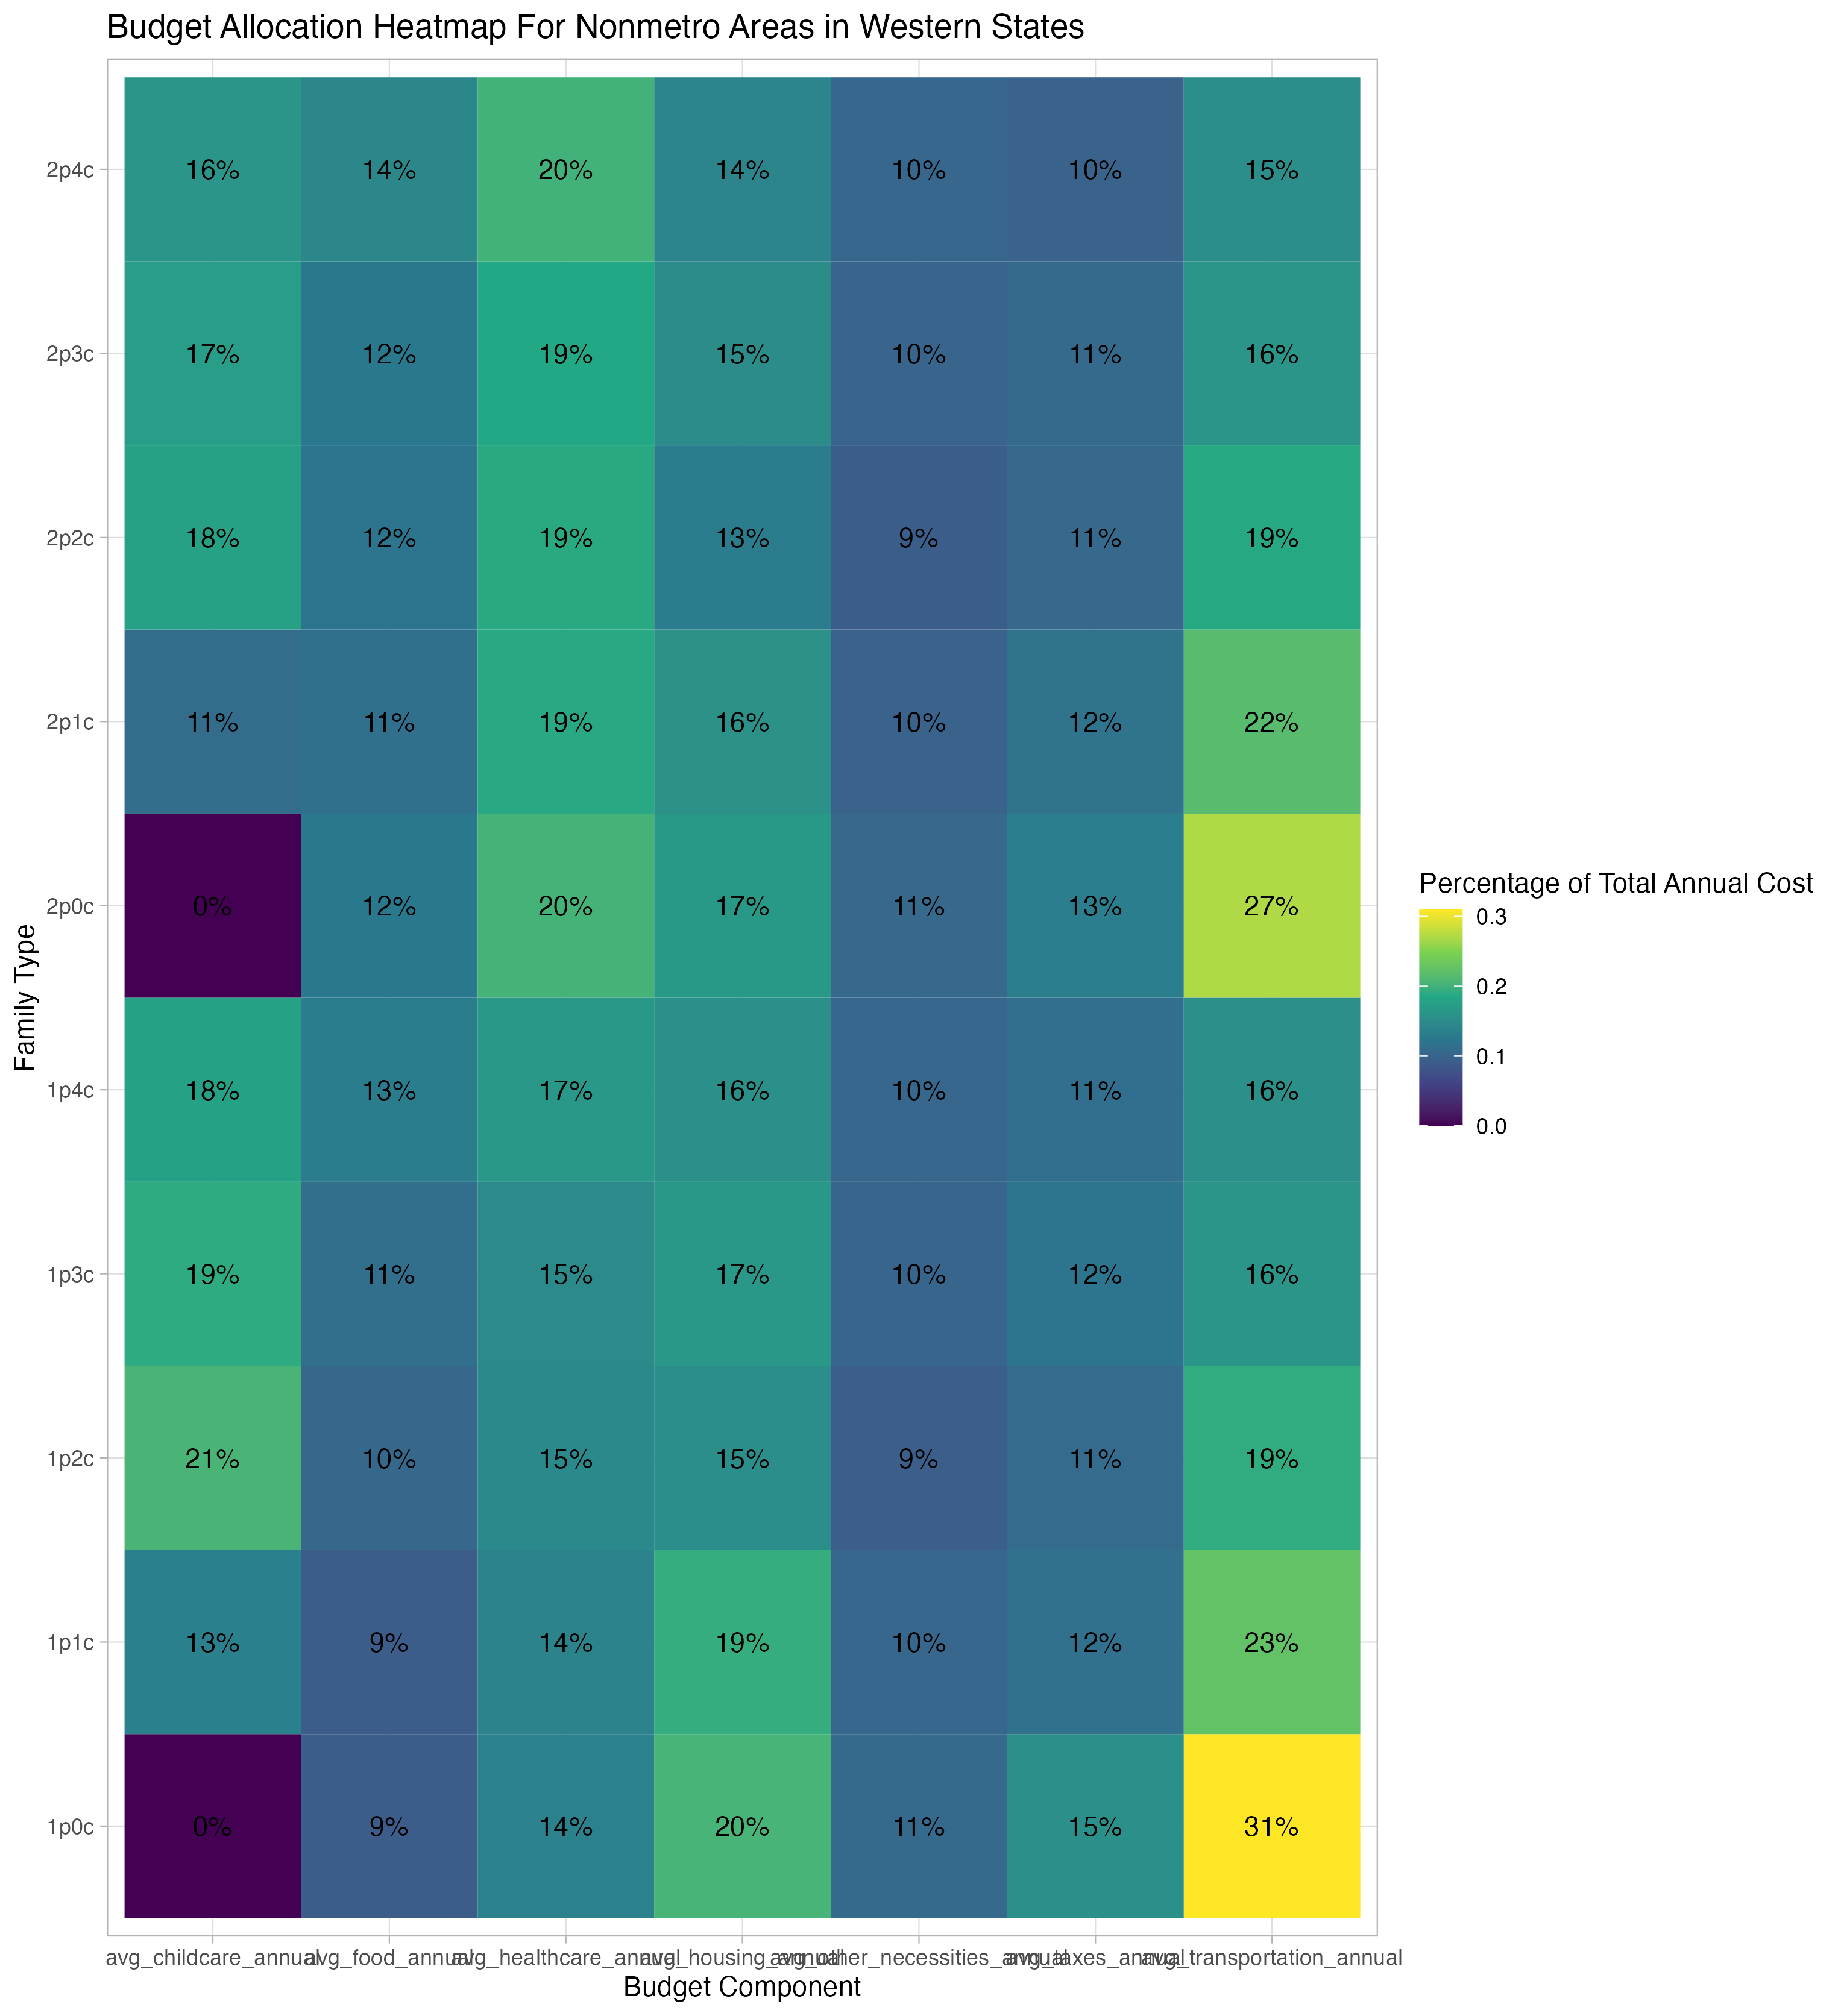 Budget Allocation Heatmap For Nonmetro Areas in Western States
2p4c 16% 14% 20% 14% 10% 10% 15%
2p3c 17% 12% 19% 15% 10% 11% 16%
2p2c 18% 12% 19% 13% 9% 11% 19%
2p1c 11% 11% 19% 16% 10% 12% 22%
2p0c 0% 12% 20% 17% 11% 13% 27%
1p4c 18% 13% 17% 16% 10% 11% 16%
1p3c 19% 11% 15% 17% 10% 12% 16%
1p2c 21% 10% 15% 15% 9% 11% 19%
1p1c 13% 9% 14% 19% 10% 12% 23%
1p0c 0% 9% 14% 20% 11% 15% 31%
avg_childcare_annual avg_food_annual avg_healthcare_annual avg_housing_annual avg_other_necessities_annual avg_taxes_annual avg_transportation_annual
Budget Component
Family Type
Percentage of Total Annual Cost
0.3
0.2
0.1
0.0